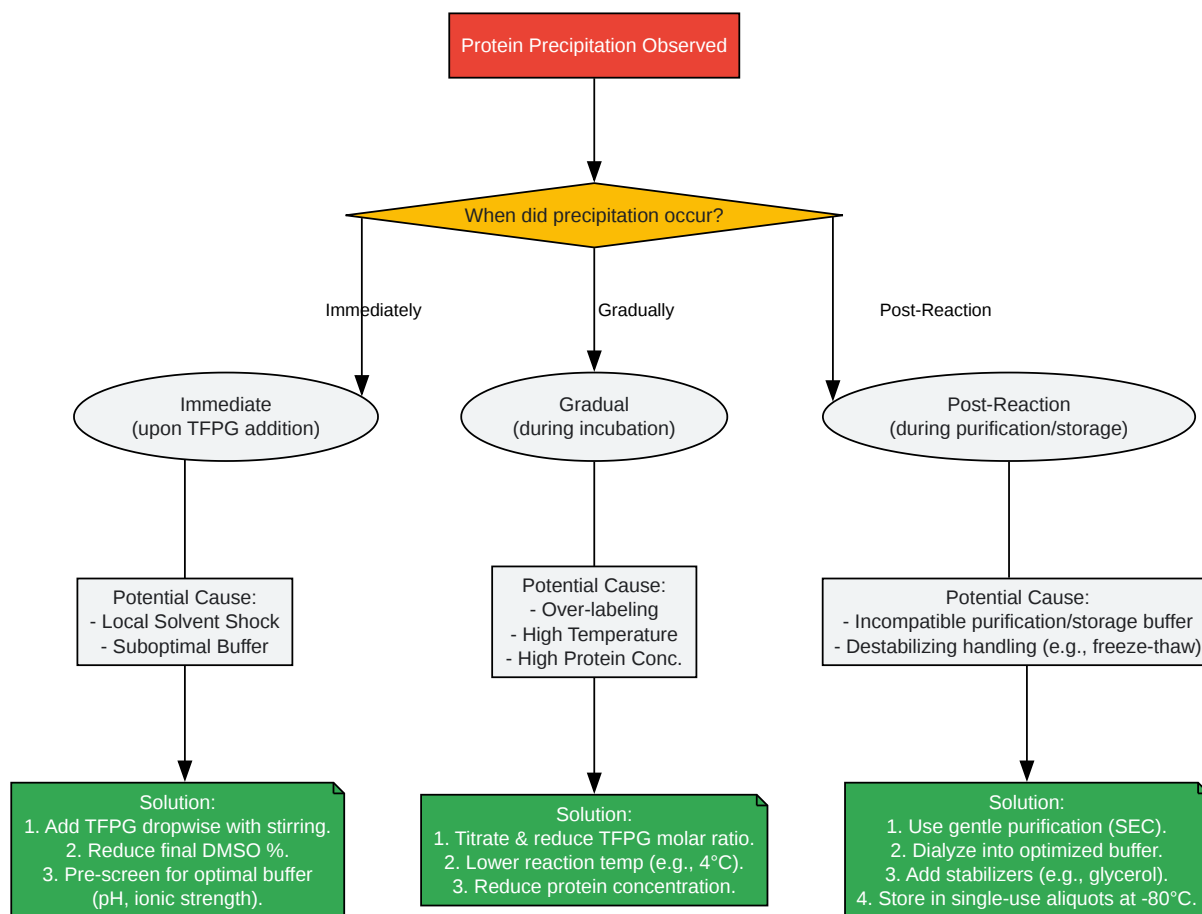 Protein Precipitation Observed
When did precipitation occur?
Immediately
Gradually
Post-Reaction
Immediate
(upon TFPG addition)
Gradual
(during incubation)
Post-Reaction
(during purification/storage)
Potential Cause:
- Local Solvent Shock
- Suboptimal Buffer
Potential Cause:
- Over-labeling
- High Temperature
- High Protein Conc.
Potential Cause:
- Incompatible purification/storage buffer
- Destabilizing handling (e.g., freeze-thaw)
Solution:
1. Add TFPG dropwise with stirring.
2. Reduce final DMSO %.
3. Pre-screen for optimal buffer
(pH, ionic strength).
Solution:
1. Titrate & reduce TFPG molar ratio.
2. Lower reaction temp (e.g., 4°C).
3. Reduce protein concentration.
Solution:
1. Use gentle purification (SEC).
2. Dialyze into optimized buffer.
3. Add stabilizers (e.g., glycerol).
4. Store in single-use aliquots at -80°C.